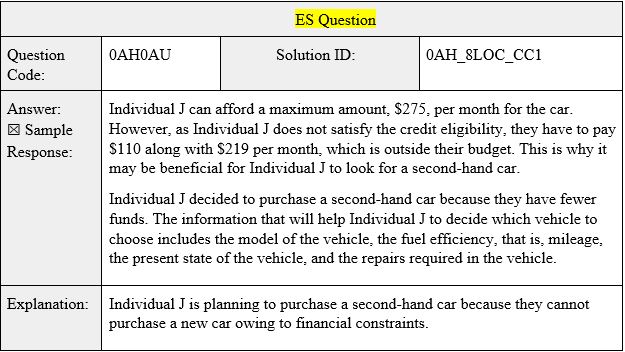 ES Question
Question Code: 0AH0AU Solution ID: 0AH_8LOC_CC1
Answer:
☒ Sample
Response:
Individual J can afford a maximum amount, $275, per month for the car.
However, as Individual J does not satisfy the credit eligibility, they have to pay
$110 along with $219 per month, which is outside their budget. This is why it
may be beneficial for Individual J to look for a second-hand car.
Individual J decided to purchase a second-hand car because they have fewer
funds. The information that will help Individual J to decide which vehicle to
choose includes the model of the vehicle, the fuel efficiency, that is, mileage,
the present state of the vehicle, and the repairs required in the vehicle.
Explanation:
Individual J is planning to purchase a second-hand car because they cannot
purchase a new car owing to financial constraints.